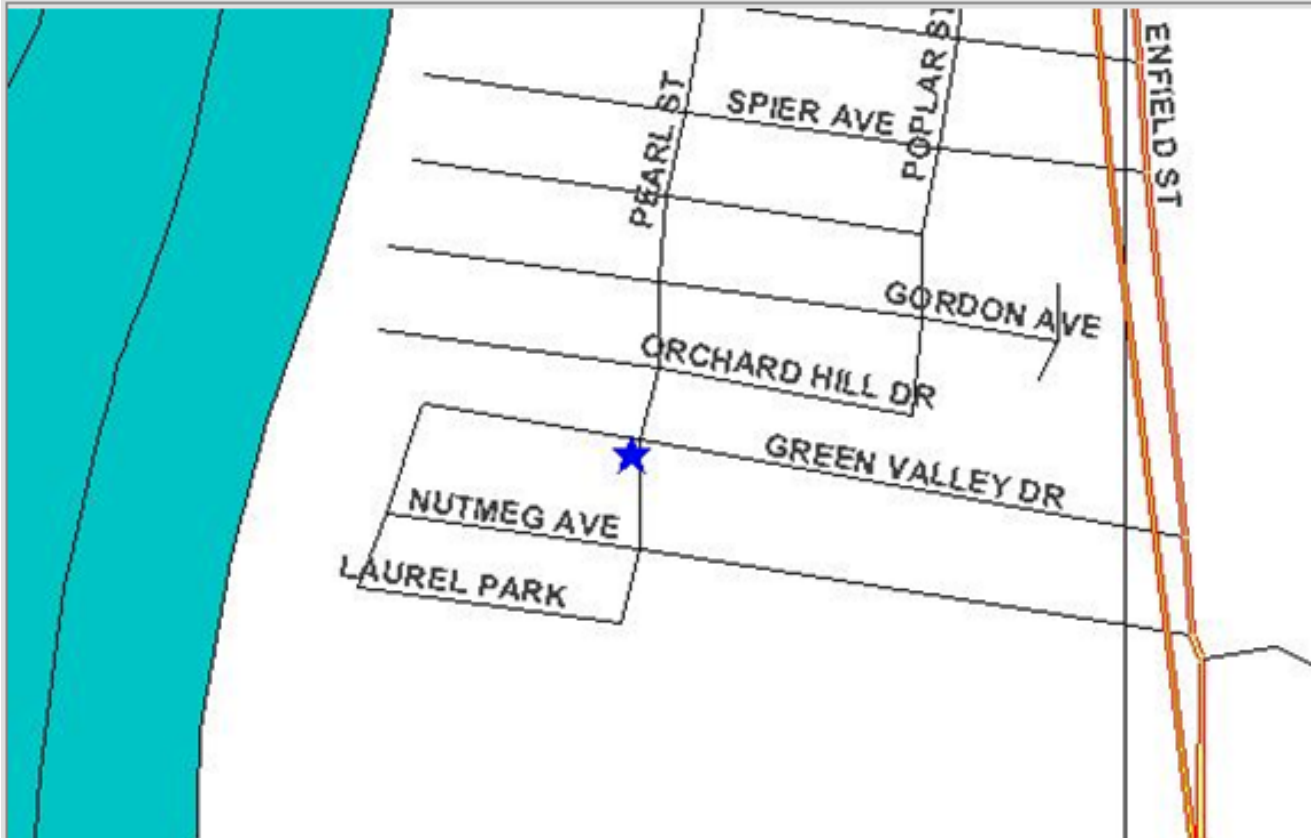 ENFIELD ST
POPLAR ST
PEARL ST
SPIER AVE
GORDON AVE
ORCHARD HILL DR
GREEN VALLEY DR
NUTMEG AVE
LAUREL PARK